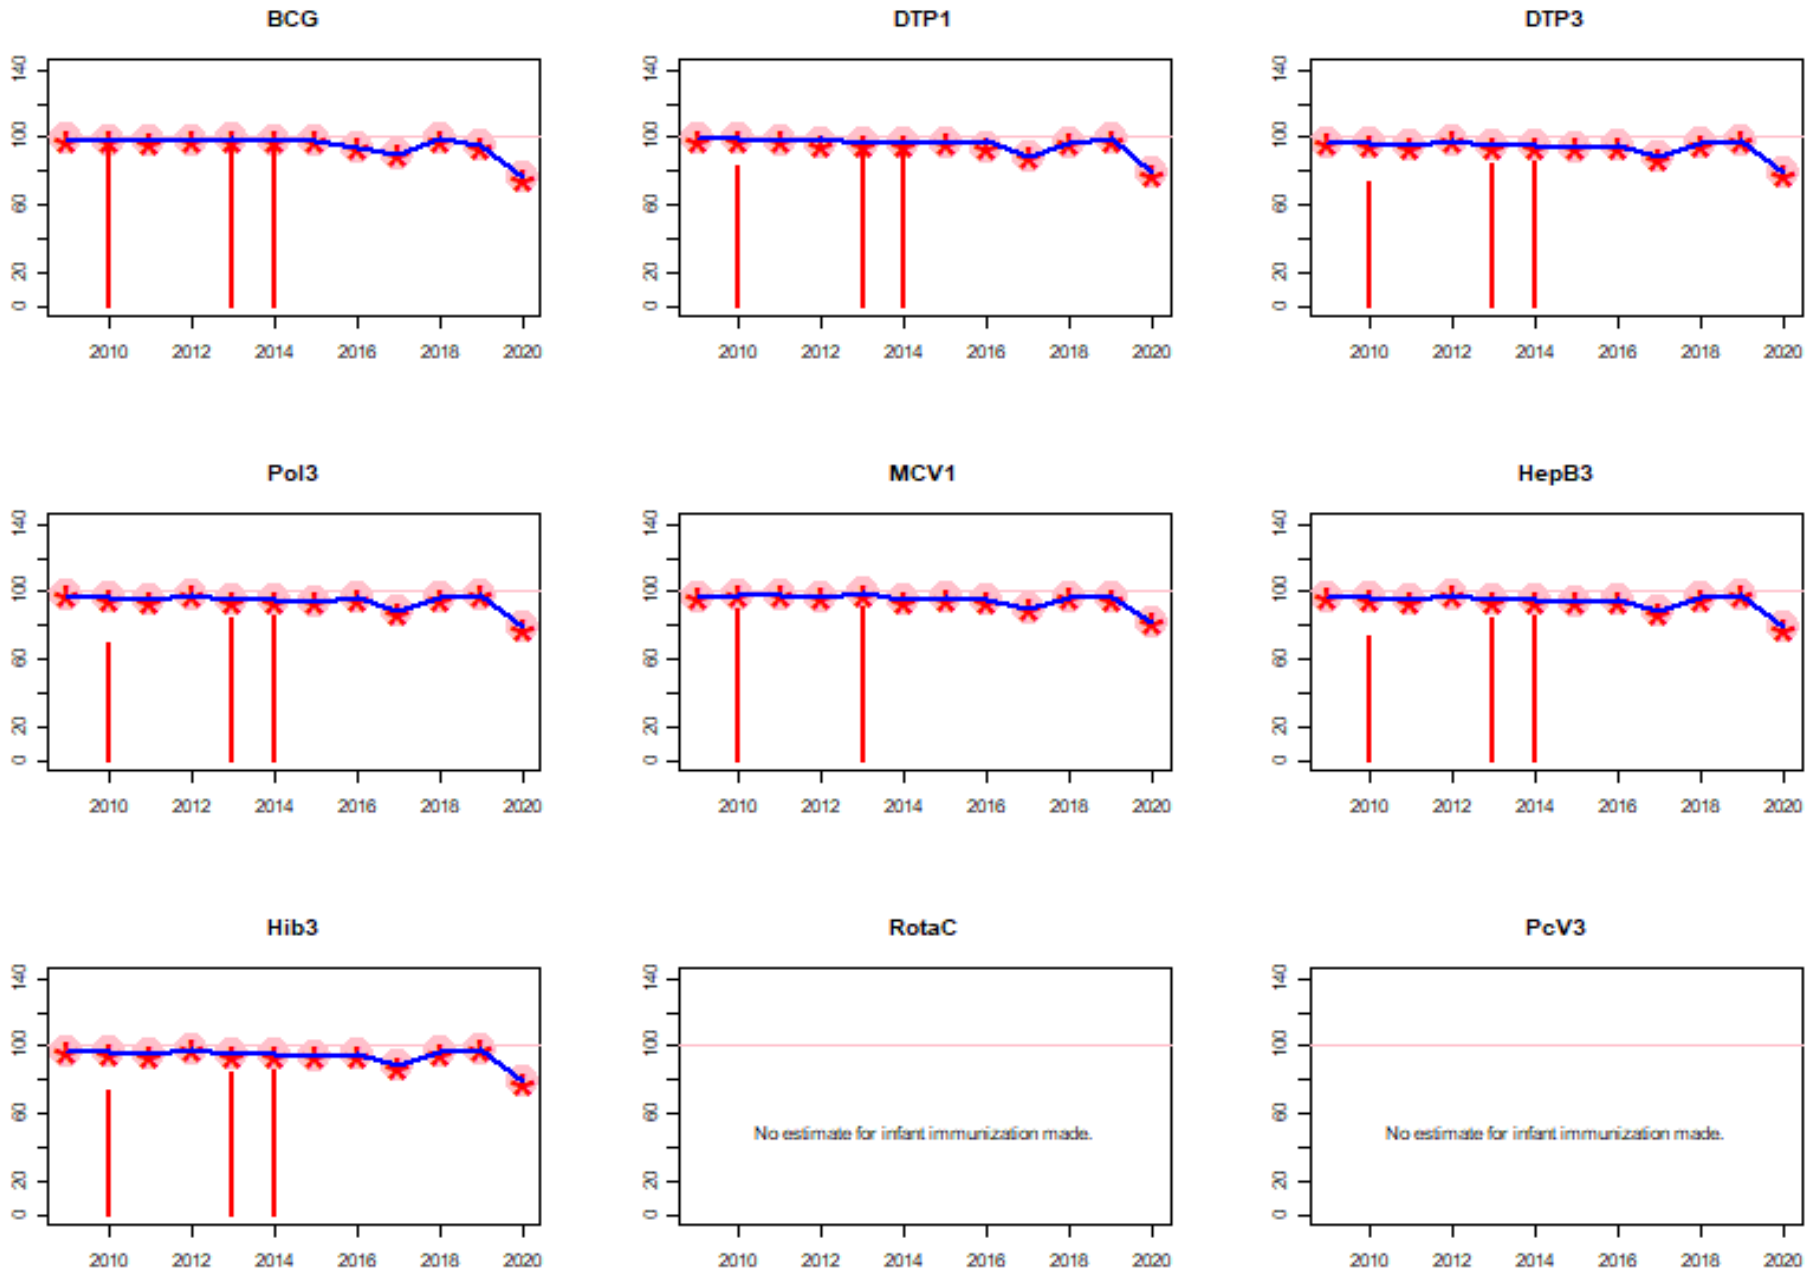 BCG DTP1 DTP3
140 140 140
100 100 100
60 60 60
20 20 20
0 0 0
2010 2012 2014 2016 2018 2020 2010 2012 2014 2016 2018 2020 2010 2012 2014 2016 2018 2020
Pol3 MCV1 HepB3
140 140 140
100 100 100
60 60 60
20 20 20
0 0 0
2010 2012 2014 2016 2018 2020 2010 2012 2014 2016 2018 2020 2010 2012 2014 2016 2018 2020
Hib3 RotaC PcV3
140 140 140
100 100 100
60 60 60
No estimate for infant immunization made. No estimate for infant immunization made.
20 20 20
0 0 0
2010 2012 2014 2016 2018 2020 2010 2012 2014 2016 2018 2020 2010 2012 2014 2016 2018 2020